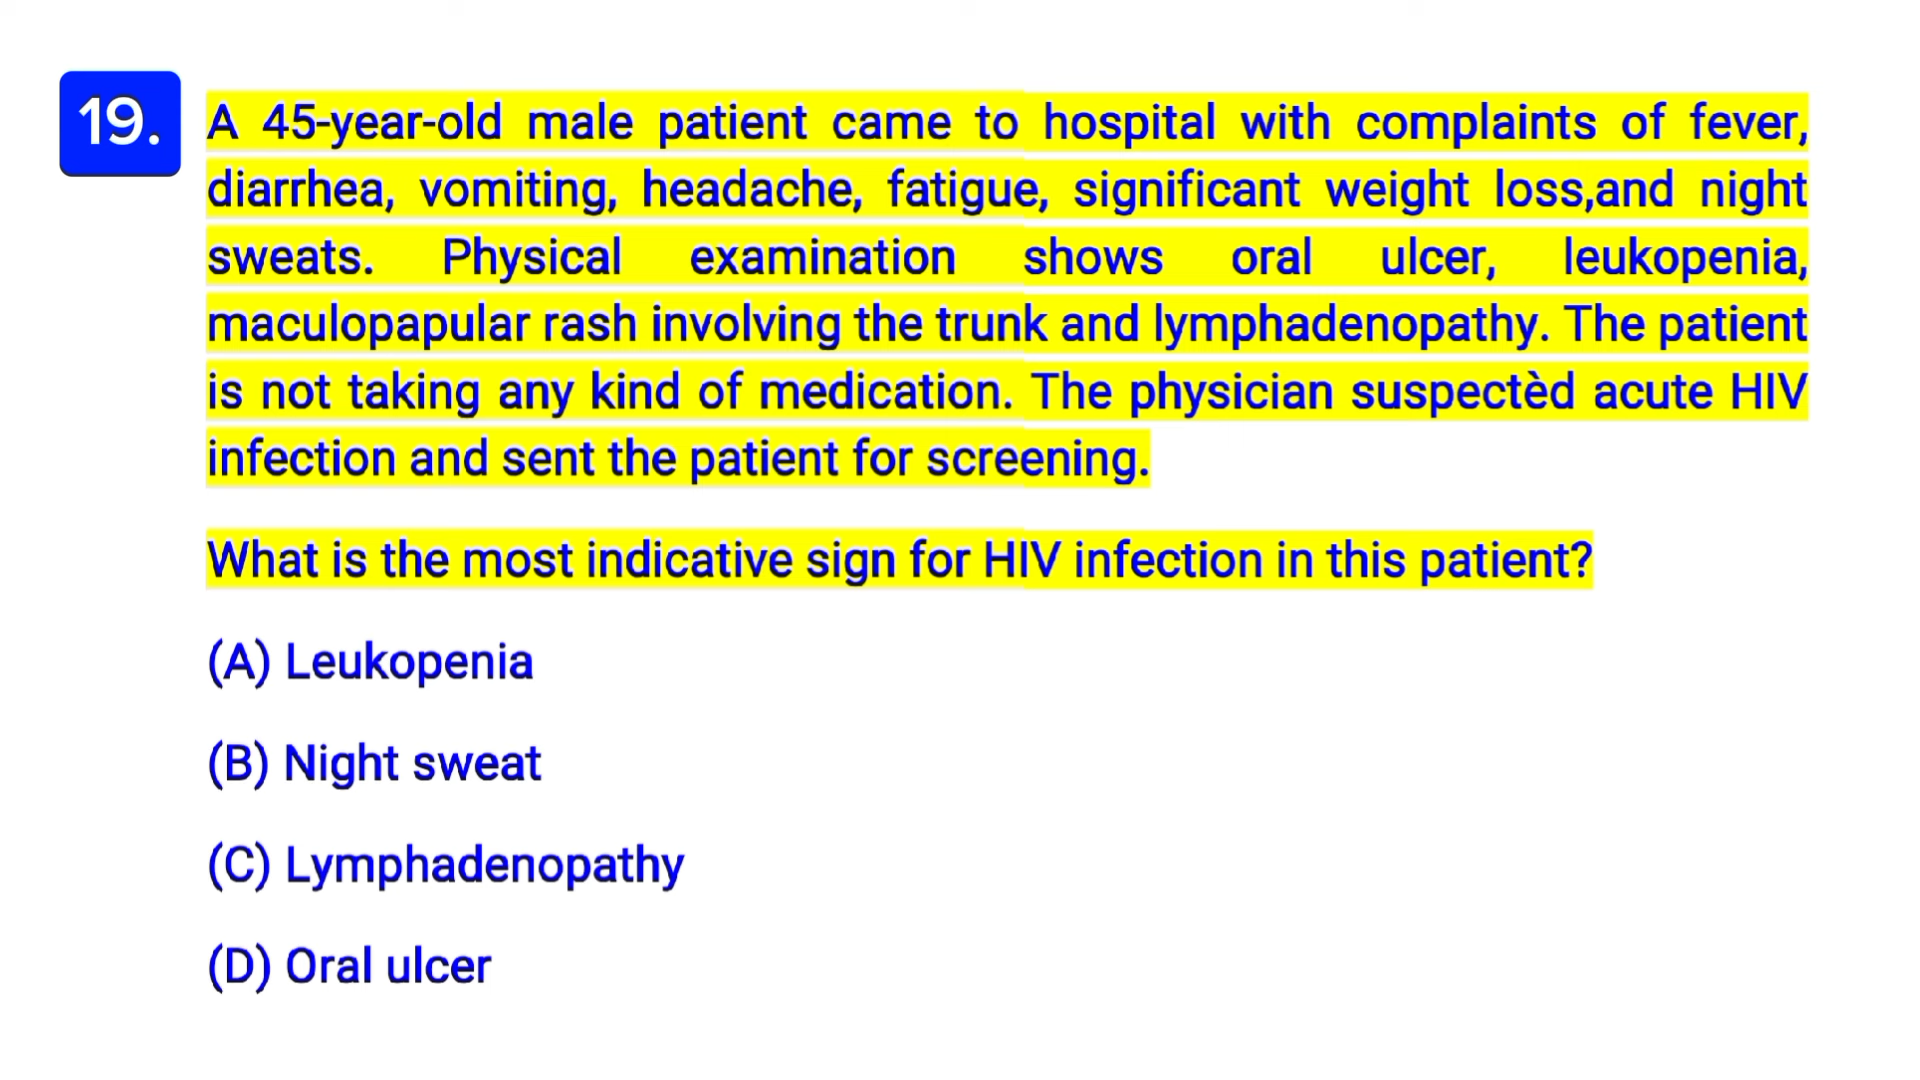 19.
A 45-year-old male patient came to hospital with complaints of fever,
diarrhea, vomiting, headache, fatigue, significant weight loss,and night
sweats. Physical examination shows oral ulcer, leukopenia,
maculopapular rash involving the trunk and lymphadenopathy. The patient
is not taking any kind of medication. The physician suspectèd acute HIV
infection and sent the patient for screening.
What is the most indicative sign for HIV infection in this patient?
(A) Leukopenia
(B) Night sweat
(C) Lymphadenopathy
(D) Oral ulcer